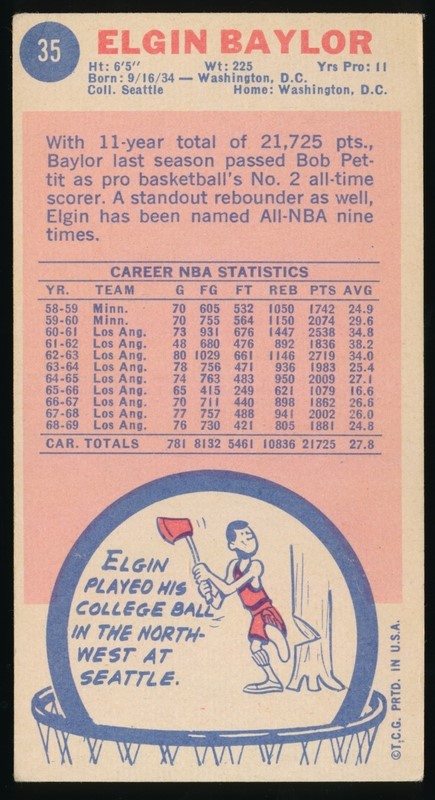 35
ELGIN BAYLOR
Ht: 6'5" Wt: 225 Yrs Pro: 11
Born: 9/16/34 — Washington, D.C.
Coll. Seattle Home: Washington, D.C.
With 11-year total of 21,725 pts.,
Baylor last season passed Bob Pet-
tit as pro basketball's No. 2 all-time
scorer. A standout rebounder as well,
Elgin has been named All-NBA nine
times.
CAREER NBA STATISTICS
YR. TEAM G FG FT REB PTS AVG
58-59 Minn. 70 605 532 1050 1742 24.9
59-60 Minn. 70 755 564 1150 2074 29.6
60-61 Los Ang. 73 931 676 1447 2538 34.8
61-62 Los Ang. 48 680 476 892 1836 38.2
62-63 Los Ang. 80 1029 661 1146 2719 34.0
63-64 Los Ang. 78 756 471 936 1983 25.4
64-65 Los Ang. 74 763 483 950 2009 27.1
65-66 Los Ang. 65 415 249 621 1079 16.6
66-67 Los Ang. 70 711 440 898 1862 26.6
67-68 Los Ang. 77 757 488 941 2002 26.0
68-69 Los Ang. 76 730 421 805 1881 24.8
CAR. TOTALS 781 8132 5461 10836 21725 27.8
ELGIN
PLAYED HIS
COLLEGE BALL
IN THE NORTH-
WEST AT
SEATTLE.
©T.C.G. PRTD. IN U.S.A.